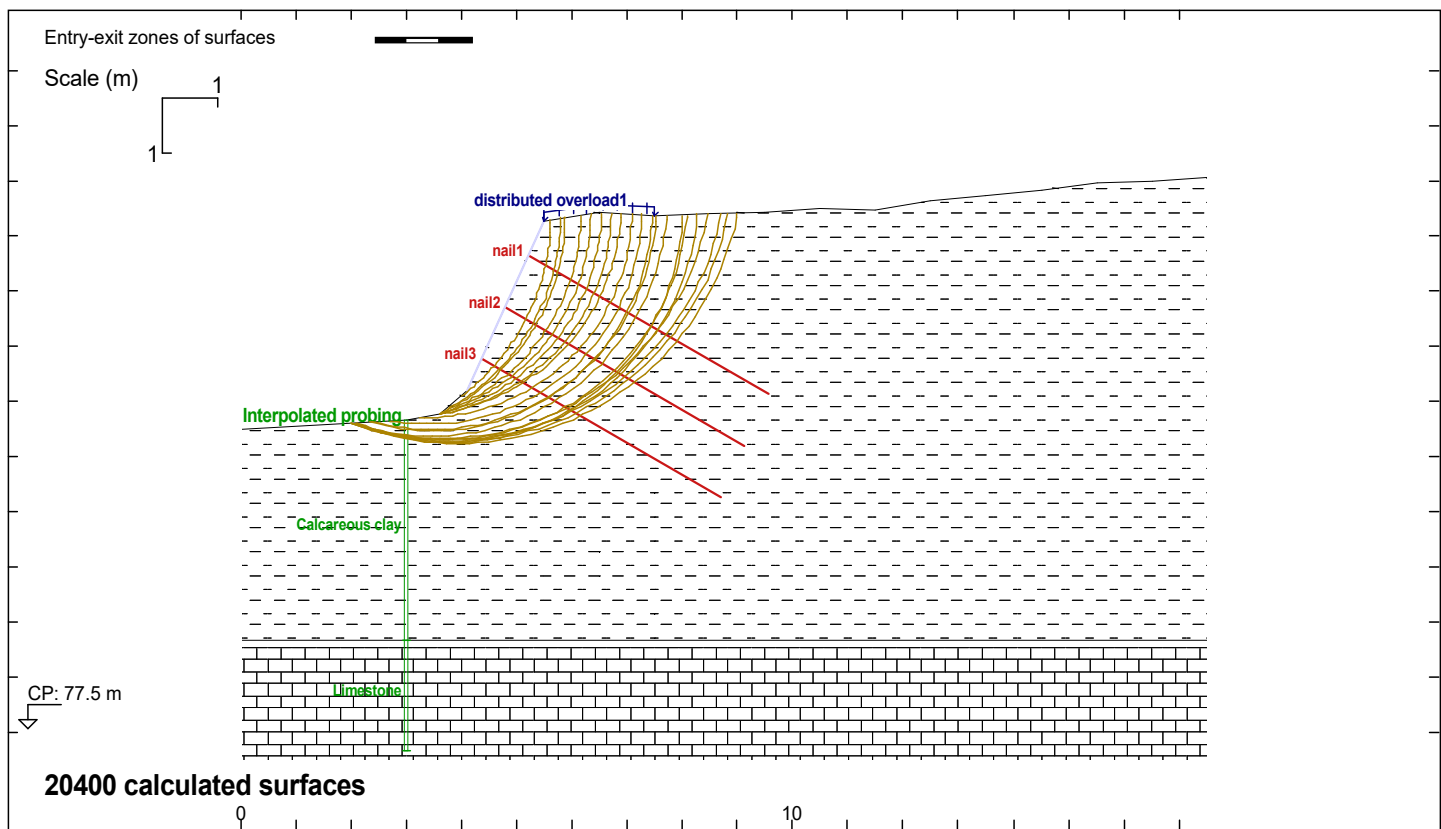 Entry-exit zones of surfaces
Scale (m)
1
1
distributed overload1
nail1
nail2
nail3
Interpolated probing
Calcareous clay
Limestone
CP: 77.5 m
20400 calculated surfaces
0
10